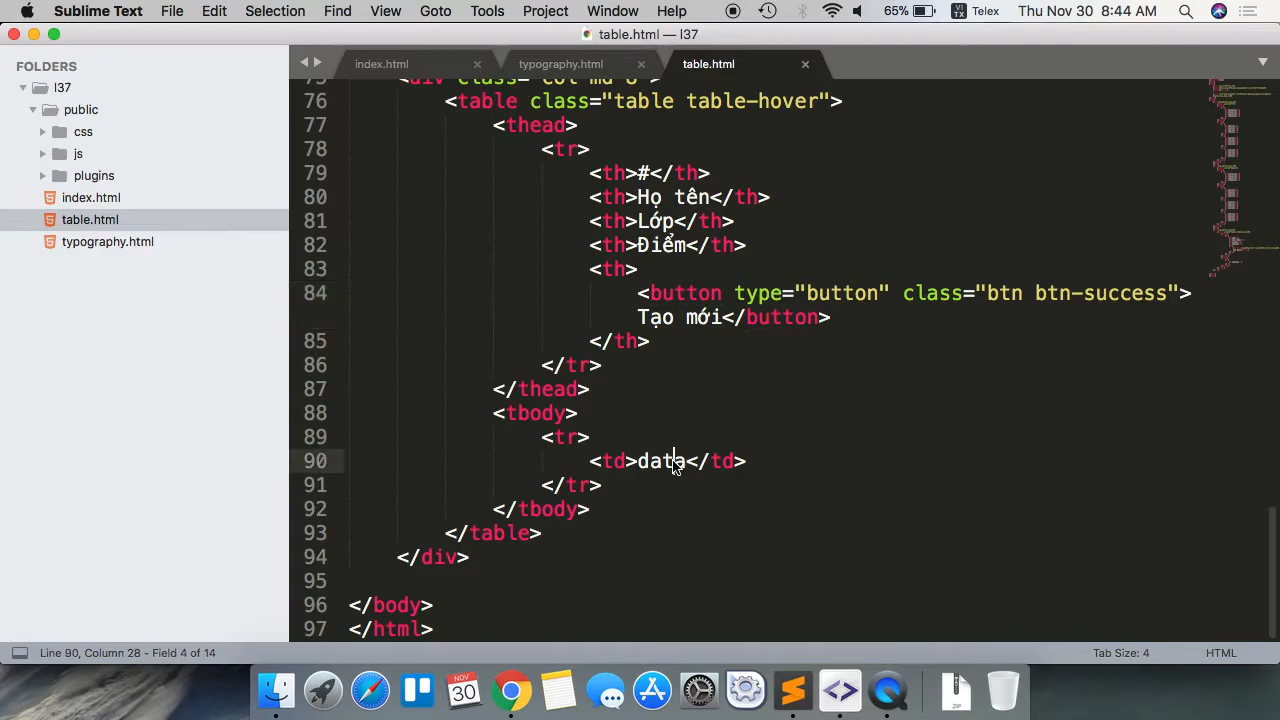 Sublime Text File Edit Selection Find View Goto Tools Project Window Help 65% VI TX Telex Thu Nov 30 8:44 AM
table.html — l37
FOLDERS
l37
public
css
js
plugins
index.html
table.html
typography.html
index.html typography.html table.html
76 <table class="table table-hover">
77 <thead>
78 <tr>
79 <th>#</th>
80 <th>Họ tên</th>
81 <th>Lớp</th>
82 <th>Điểm</th>
83 <th>
84 <button type="button" class="btn btn-success">
Tạo mới</button>
85 </th>
86 </tr>
87 </thead>
88 <tbody>
89 <tr>
90 <td>data</td>
91 </tr>
92 </tbody>
93 </table>
94 </div>
95
96 </body>
97 </html>
Line 90, Column 28 - Field 4 of 14 Tab Size: 4 HTML
NOV
30
ZIP